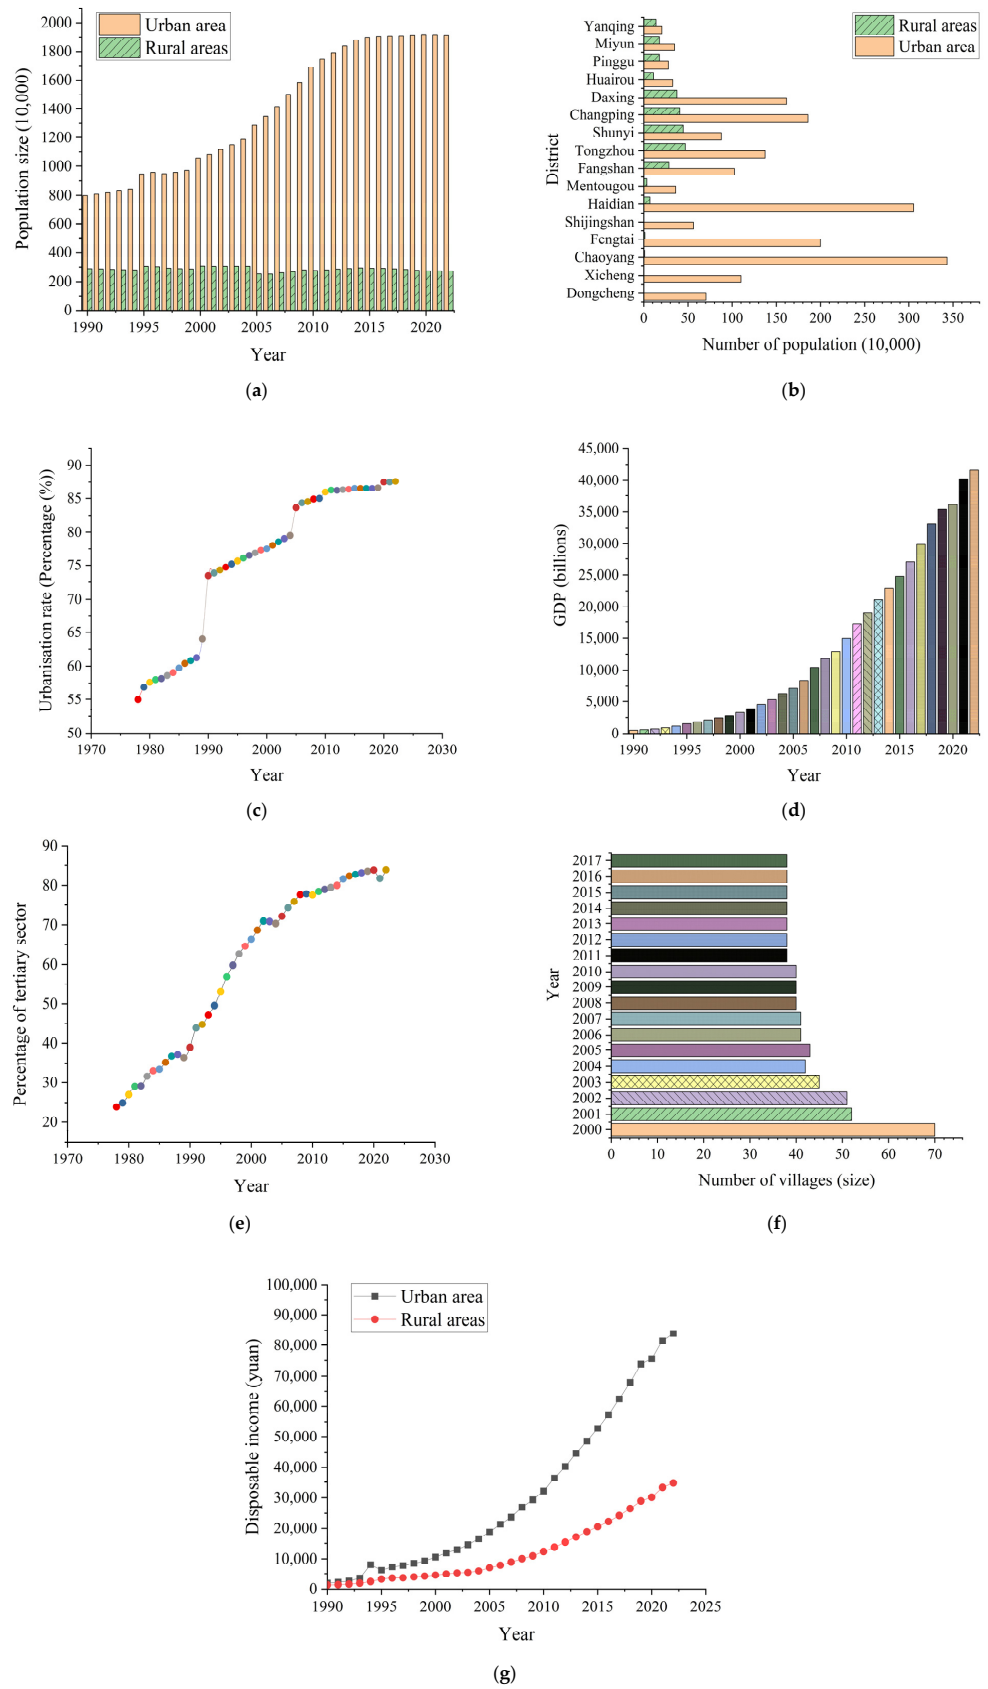 Urban area
Rural areas
2000
1800
1600
1400
1200
1000
800
600
400
200
0
Population size (10,000)
1990 1995 2000 2005 2010 2015 2020
Year
(a)
Rural areas
Urban area
Yanqing
Miyun
Pinggu
Huairou
Daxing
Changping
Shunyi
Tongzhou
Fangshan
Mentougou
Haidian
Shijingshan
Fengtai
Chaoyang
Xicheng
Dongcheng
District
0 50 100 150 200 250 300 350
Number of population (10,000)
(b)
90
85
80
75
70
65
60
55
50
Urbanisation rate (Percentage (%))
1970 1980 1990 2000 2010 2020 2030
Year
(c)
45,000
40,000
35,000
30,000
25,000
20,000
15,000
10,000
5,000
0
GDP (billions)
1990 1995 2000 2005 2010 2015 2020
Year
(d)
90
80
70
60
50
40
30
20
Percentage of tertiary sector
1970 1980 1990 2000 2010 2020 2030
Year
(e)
2017
2016
2015
2014
2013
2012
2011
2010
2009
2008
2007
2006
2005
2004
2003
2002
2001
2000
Year
0 10 20 30 40 50 60 70
Number of villages (size)
(f)
Urban area
Rural areas
100,000
90,000
80,000
70,000
60,000
50,000
40,000
30,000
20,000
10,000
0
Disposable income (yuan)
1990 1995 2000 2005 2010 2015 2020 2025
Year
(g)